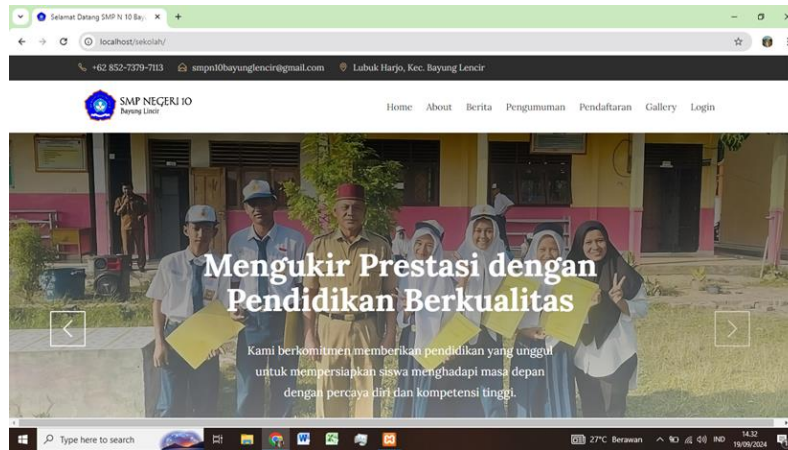 Selamat Datang SMP N 10 Bay
localhost/sekolah/
+62 852-7379-7113 smpn10bayunglencir@gmail.com Lubuk Harjo, Kec. Bayung Lencir
SMP NEGERI 10
Bayung Lincir
Home About Berita Pengumuman Pendaftaran Gallery Login
Mengukir Prestasi dengan
Pendidikan Berkualitas
Kami berkomitmen memberikan pendidikan yang unggul
untuk mempersiapkan siswa menghadapi masa depan
dengan percaya diri dan kompetensi tinggi.
Type here to search
27°C Berawan
IND
14.32
19/09/2024